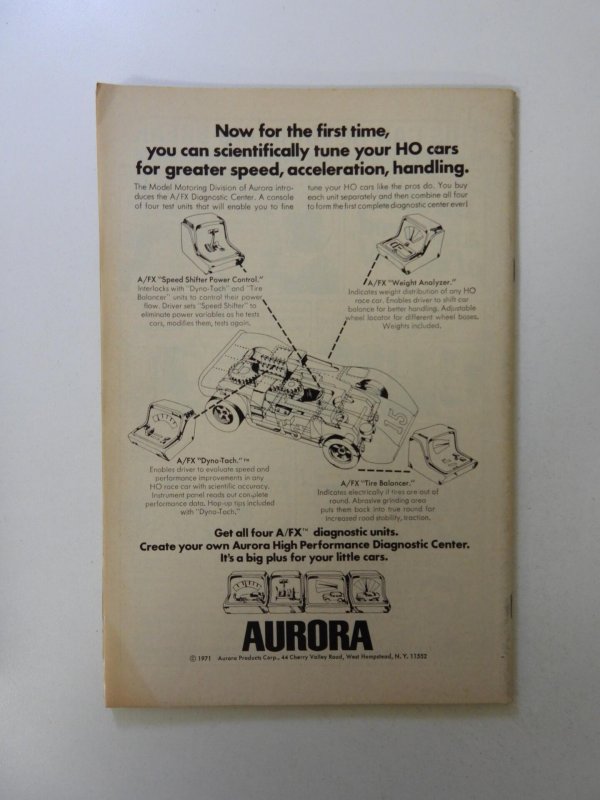 Now for the first time,
you can scientifically tune your HO cars
for greater speed, acceleration, handling.
The Model Motoring Division of Aurora intro-
duces the A/FX Diagnostic Center. A console
of four test units that will enable you to fine
tune your HO cars like the pros do. You buy
each unit separately and then combine all four
to form the first complete diagnostic center ever!
A/FX "Speed Shifter Power Control."
Interlocks with "Dyno-Tach" and "Tire
Balancer" units to control their power
flow. Driver sets "Speed Shifter" to
eliminate power variables as he tests
cars, modifies them, tests again.
A/FX "Weight Analyzer."
Indicates weight distribution of any HO
race car. Enables driver to shift car
balance for better handling. Adjustable
wheel locator for different wheel bases.
Weights included.
15
A/FX "Dyno-Tach."™
Enables driver to evaluate speed and
performance improvements in any
HO race car with scientific accuracy.
Instrument panel reads out complete
performance data. Hop-up tips included
with "Dyno-Tach."
A/FX "Tire Balancer."
Indicates electrically if tires are out of
round. Abrasive grinding area
puts them back into true round for
increased road stability, traction.
Get all four A/FX™ diagnostic units.
Create your own Aurora High Performance Diagnostic Center.
It's a big plus for your little cars.
AURORA
© 1971 Aurora Products Corp., 44 Cherry Valley Road, West Hempstead, N. Y. 11552